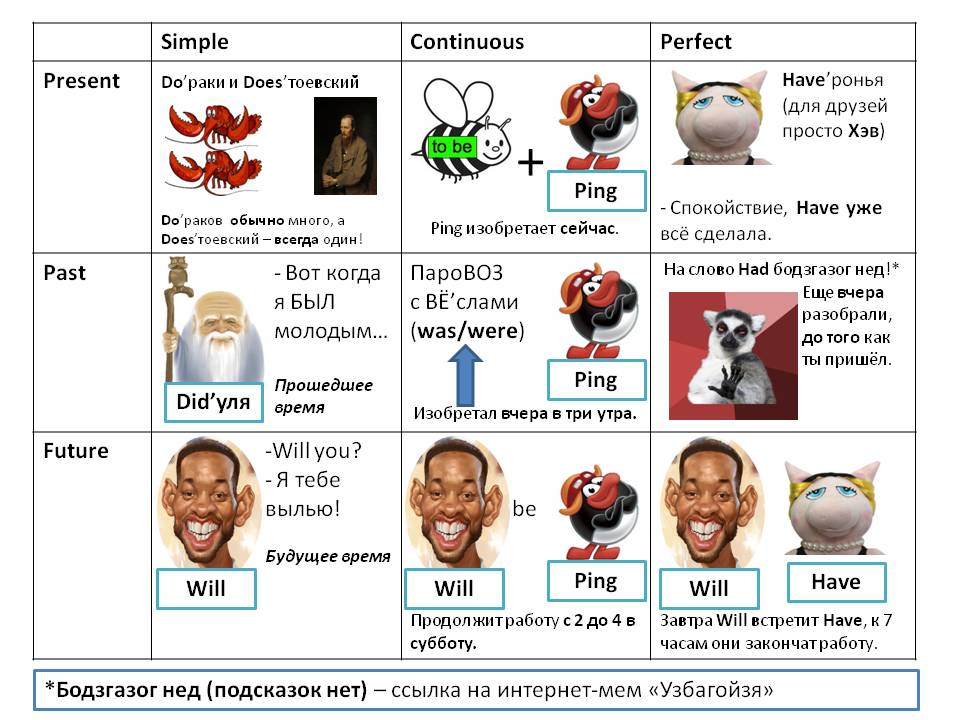 Simple
Continuous
Perfect
Present
Do’раки и Does’тоевский
Do’раков обычно много, а
Does’тоевский – всегда один!
to be
+
Ping
Ping изобретает сейчас.
Have’ронья
(для друзей
просто Хэв)
- Спокойствие, Have уже
всё сделала.
Past
- Вот когда
я БЫЛ
молодым...
Прошедшее
время
Did’уля
ПароВОЗ
с ВЁ’слами
(was/were)
Ping
Изобретал вчера в три утра.
На слово Had бодзгазог нед!*
Еще вчера
разобрали,
до того как
ты пришёл.
Future
-Will you?
- Я тебе
вылью!
Будущее время
Will
be
Will
Ping
Продолжит работу с 2 до 4 в
субботу.
Will
Have
Завтра Will встретит Have, к 7
часам они закончат работу.
*Бодзгазог нед (подсказок нет) – ссылка на интернет-мем «Узбагойзя»